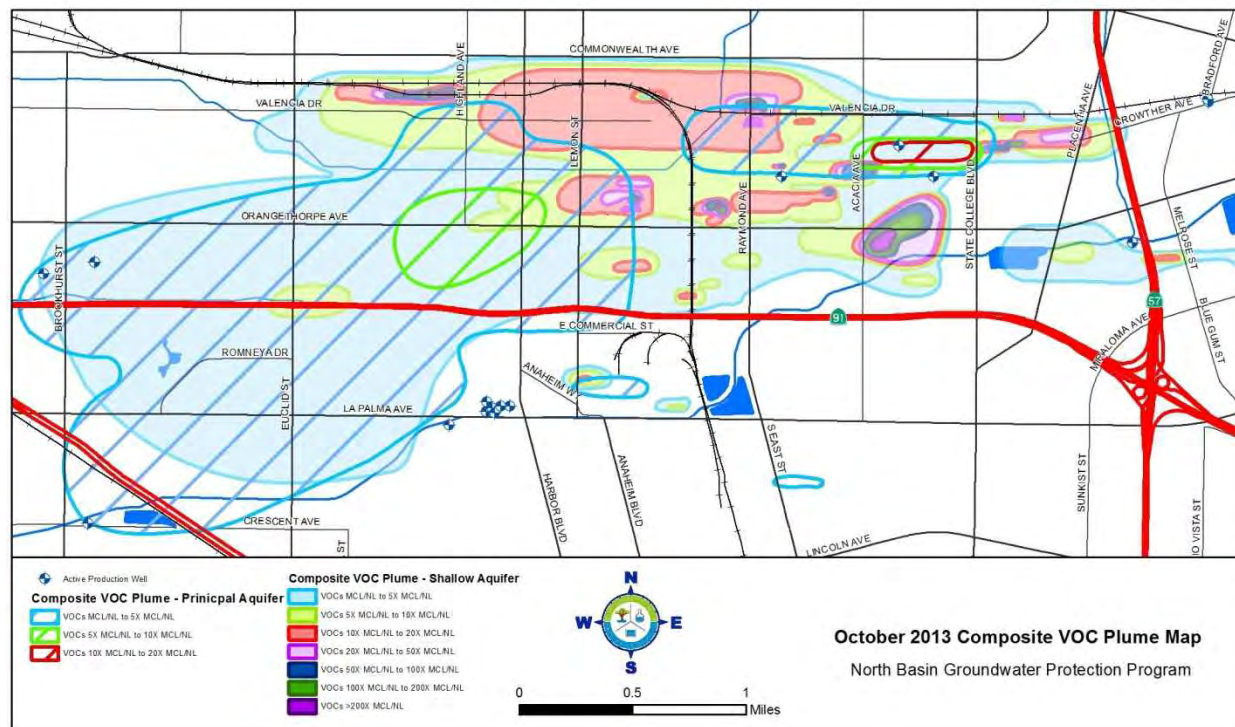 COMMONWEALTH AVE
BRADFORD AVE
HIGHLAND AVE
VALENCIA DR
VALENCIA DR
PLACENTIA AVE
CROWTHER AVE
LEMON ST
ACACIA AVE
RAYMOND AVE
STATE COLLEGE BLVD
ORANGETHORPE AVE
MELROSE ST
BROOKHURST ST
91
57
E COMMERCIAL ST
MIRALOMA AVE
BLUE GUM ST
ROMNEYA DR
ANAHEIM W
EUCLID ST
LA PALMA AVE
S EAST ST
HARBOR BLVD
ANAHEIM BLVD
SUNKIST ST
IO VISTA ST
CRESCENT AVE
ST
LINCOLN AVE
Active Production Well
Composite VOC Plume - Prinicpal Aquifer
VOCs MCL/NL to 5X MCL/NL
VOCs 5X MCL/NL to 10X MCL/NL
VOCs 10X MCL/NL to 20X MCL/NL
Composite VOC Plume - Shallow Aquifer
VOCs MCL/NL to 5X MCL/NL
VOCs 5X MCL/NL to 10X MCL/NL
VOCs 10X MCL/NL to 20X MCL/NL
VOCs 20X MCL/NL to 50X MCL/NL
VOCs 50X MCL/NL to 100X MCL/NL
VOCs 100X MCL/NL to 200X MCL/NL
VOCs >200X MCL/NL
N
W
E
S
0 0.5 1
Miles
October 2013 Composite VOC Plume Map
North Basin Groundwater Protection Program